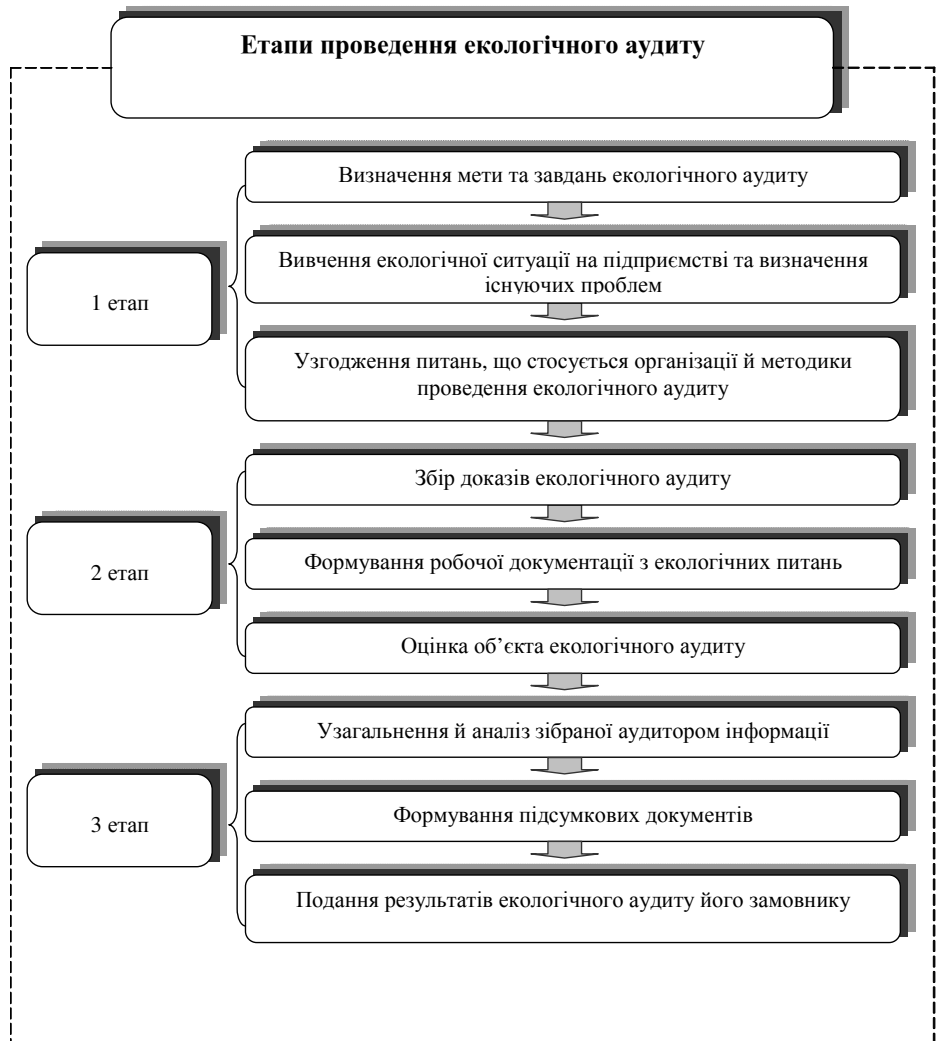 Етапи проведення екологічного аудиту
1 етап
Визначення мети та завдань екологічного аудиту
Вивчення екологічної ситуації на підприємстві та визначення
існуючих проблем
Узгодження питань, що стосується організації й методики
проведення екологічного аудиту
2 етап
Збір доказів екологічного аудиту
Формування робочої документації з екологічних питань
Оцінка об’єкта екологічного аудиту
3 етап
Узагальнення й аналіз зібраної аудитором інформації
Формування підсумкових документів
Подання результатів екологічного аудиту його замовнику